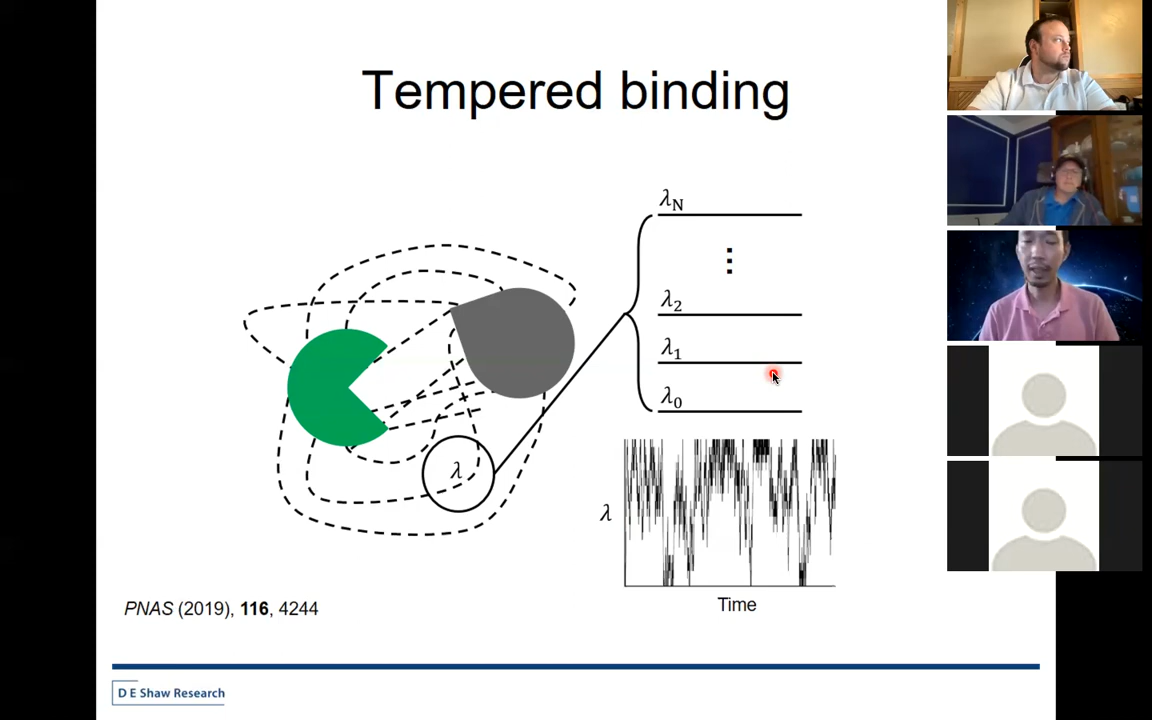 Tempered binding
λN
⋮
λ2
λ1
λ0
λ
λ
Time
PNAS (2019), 116, 4244
D E Shaw Research